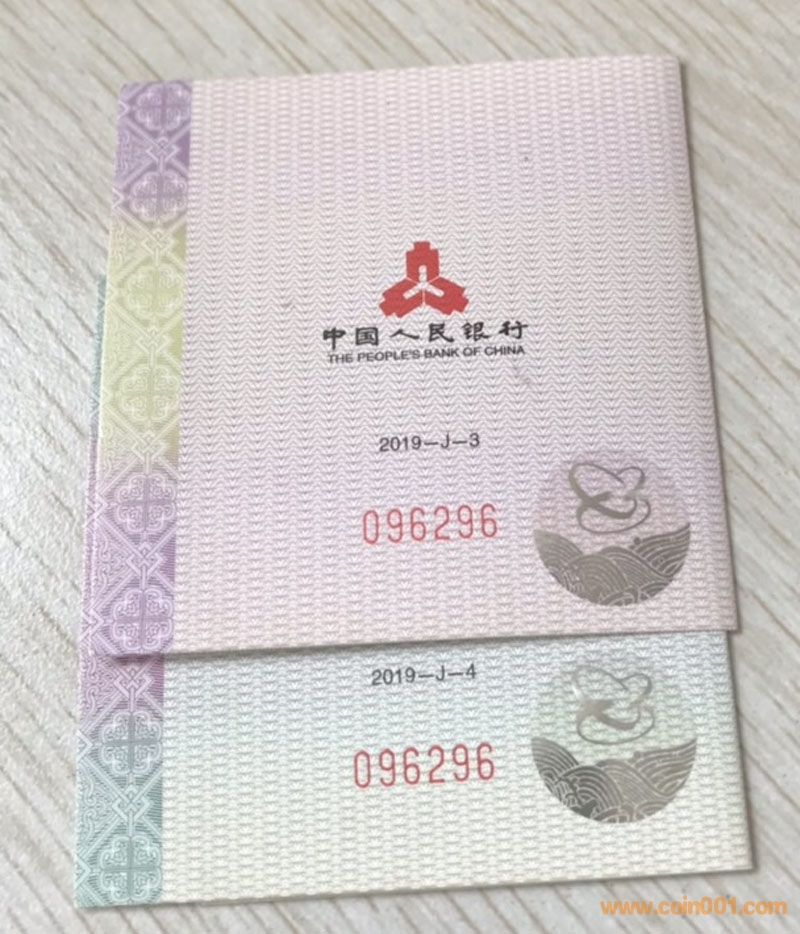 中国人民银行
THE PEOPLE'S BANK OF CHINA
2019-J-3
096296
2019-J-4
096296
www.coin001.com